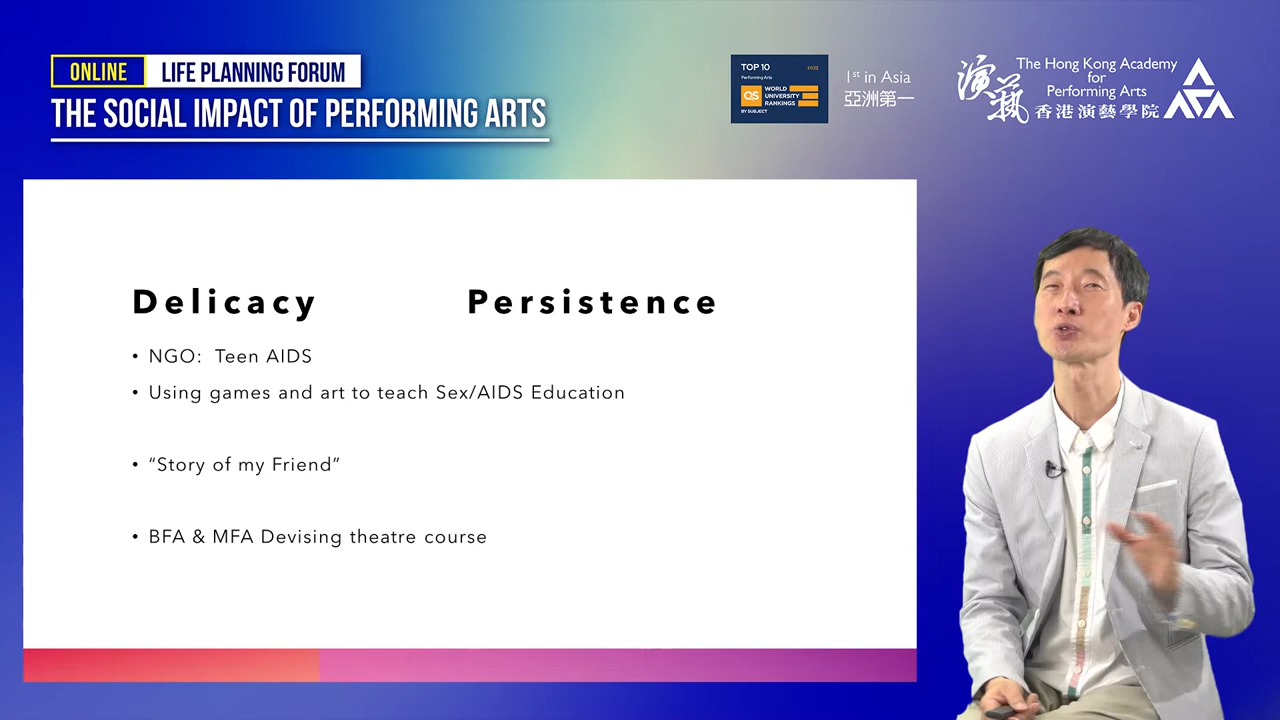 ONLINE LIFE PLANNING FORUM
THE SOCIAL IMPACT OF PERFORMING ARTS
TOP 10 2022
Performing Arts
QS WORLD UNIVERSITY RANKINGS
BY SUBJECT
1st in Asia
亞洲第一
演藝
The Hong Kong Academy
for
Performing Arts
香港演藝學院
Delicacy Persistence
• NGO: Teen AIDS
• Using games and art to teach Sex/AIDS Education
• “Story of my Friend”
• BFA & MFA Devising theatre course